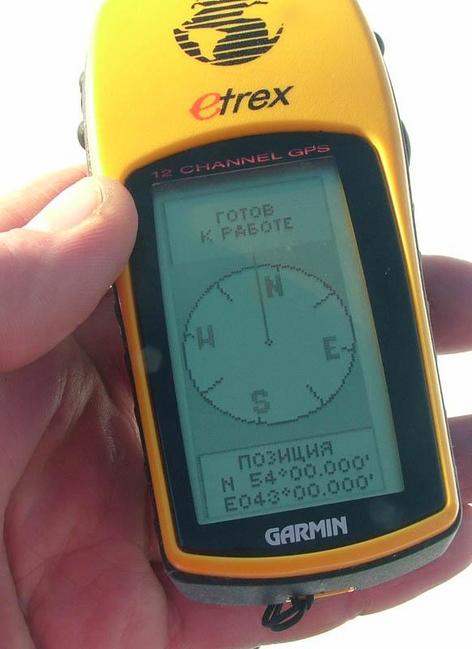 etrex
12 CHANNEL GPS
ГОТОВ
К РАБОТЕ
N
W
E
S
ПОЗИЦИЯ
N 54°00.000'
E043°00.000'
GARMIN